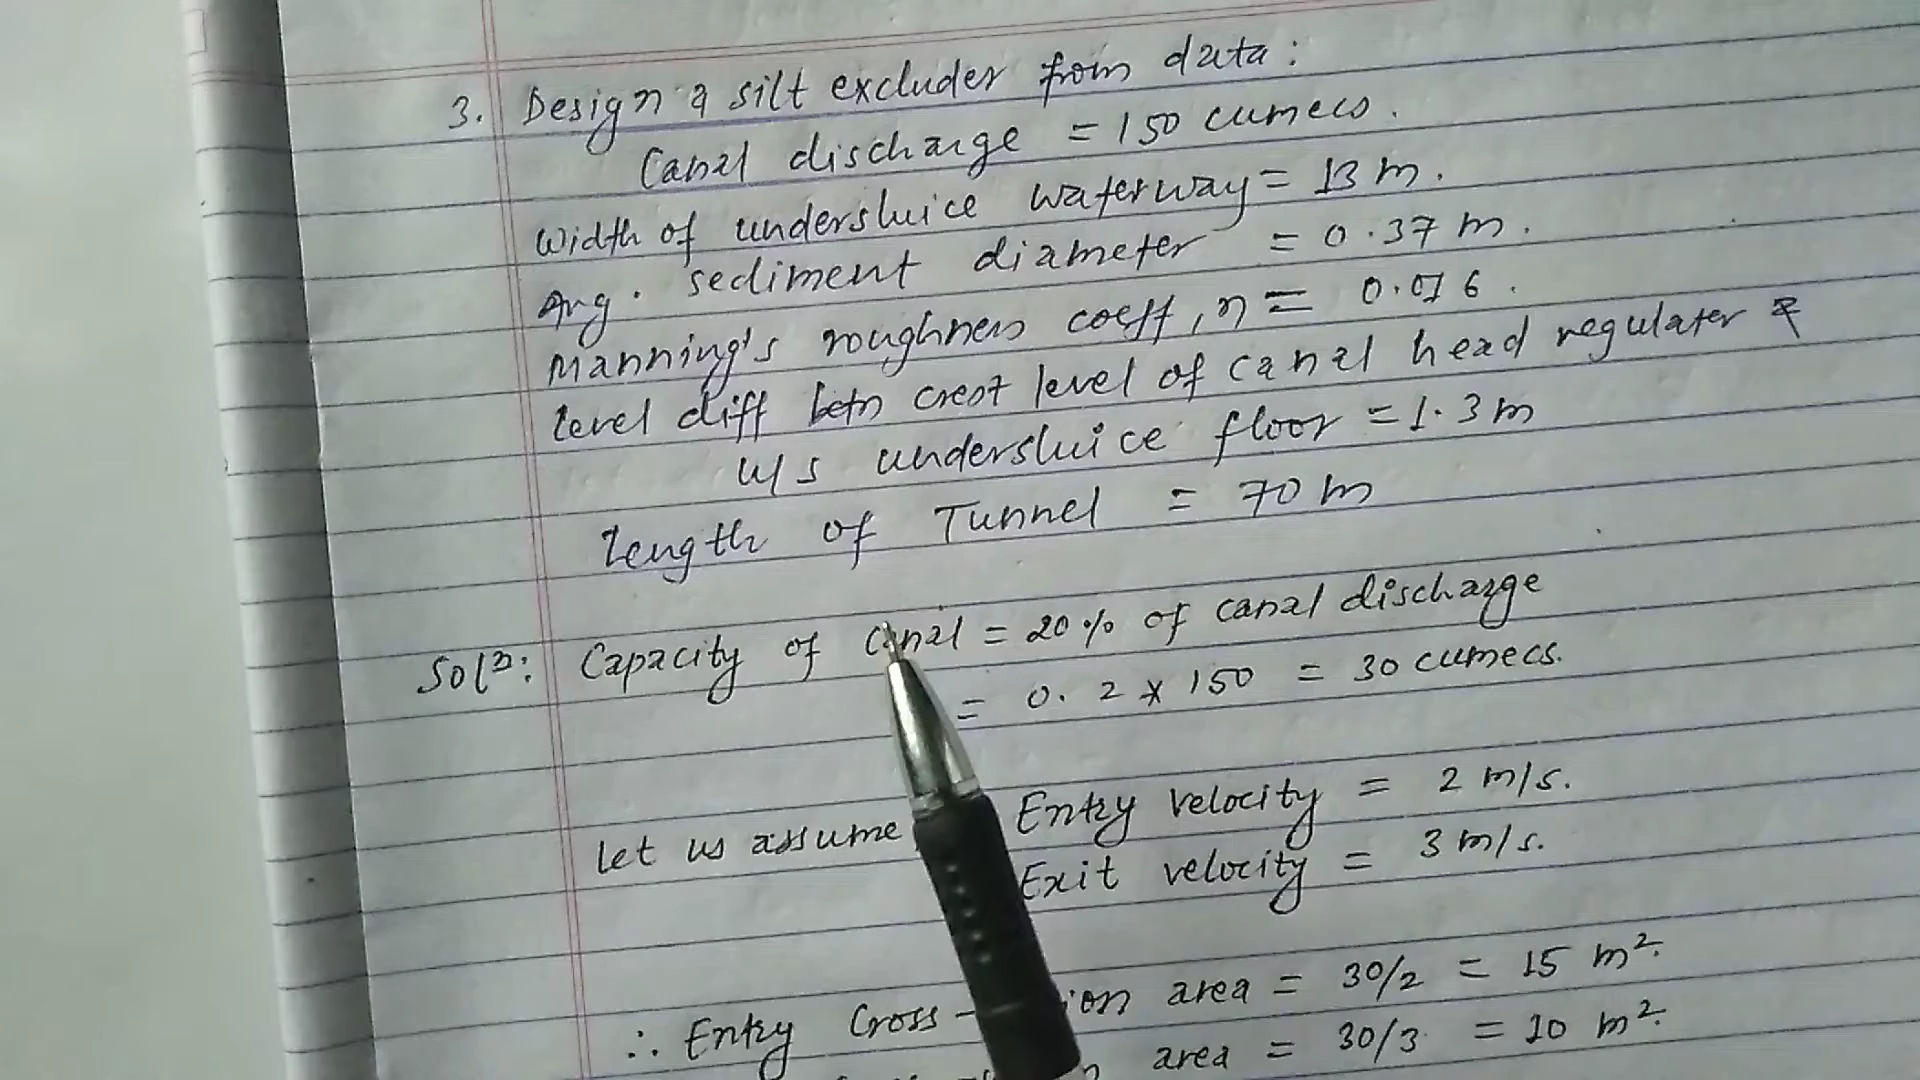 3. Design a silt excluder from data:
Canal discharge = 150 cumecs.
Width of undersluice waterway = 13 m.
Avg. sediment diameter = 0.37 m.
Manning's roughness coeff, n = 0.016.
Level diff betn crest level of canal head regulater &
u/s undersluice floor = 1.3 m
Length of Tunnel = 70 m
Solⁿ: Capacity of Canal = 20% of canal discharge
= 0.2 * 150 = 30 cumecs.
Let us assume Entry velocity = 2 m/s.
Exit velocity = 3 m/s.
∴ Entry Cross- ion area = 30/2 = 15 m².
area = 30/3 = 10 m².